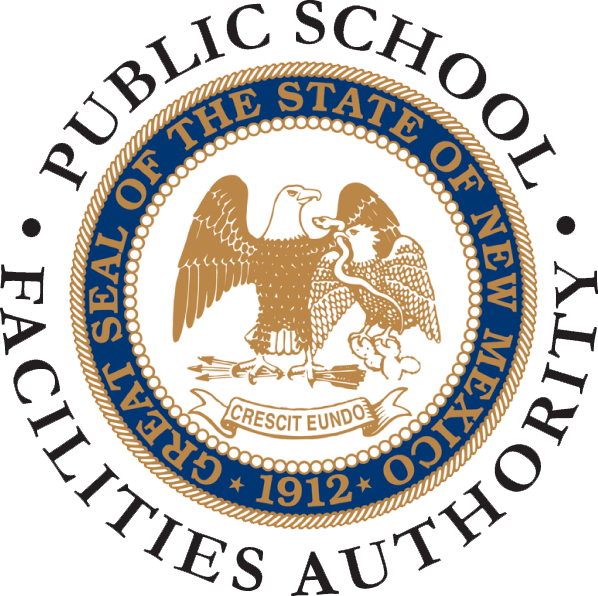 PUBLIC SCHOOL
FACILITIES AUTHORITY
GREAT SEAL OF THE STATE OF NEW MEXICO
1912
CRESCIT EUNDO